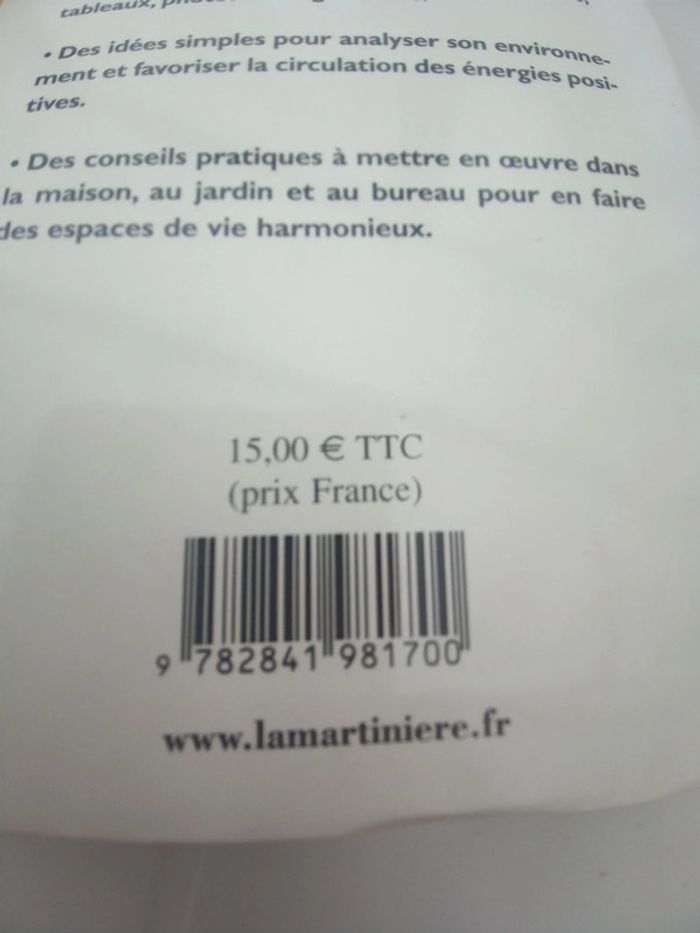 tableaux,
• Des idées simples pour analyser son environne-
ment et favoriser la circulation des énergies posi-
tives.
• Des conseils pratiques à mettre en œuvre dans
la maison, au jardin et au bureau pour en faire
des espaces de vie harmonieux.
15,00 € TTC
(prix France)
9 782841 981700
www.lamartiniere.fr